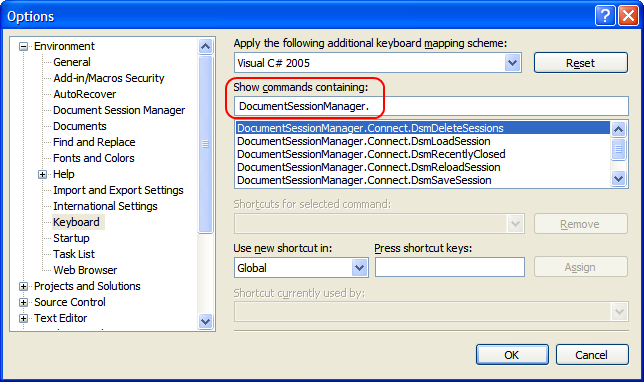 Options
Environment
General
Add-in/Macros Security
AutoRecover
Document Session Manager
Documents
Find and Replace
Fonts and Colors
Help
Import and Export Settings
International Settings
Keyboard
Startup
Task List
Web Browser
Projects and Solutions
Source Control
Text Editor
Apply the following additional keyboard mapping scheme:
Visual C# 2005
Reset
Show commands containing:
DocumentSessionManager.
DocumentSessionManager.Connect.DsmDeleteSessions
DocumentSessionManager.Connect.DsmLoadSession
DocumentSessionManager.Connect.DsmRecentlyClosed
DocumentSessionManager.Connect.DsmReloadSession
DocumentSessionManager.Connect.DsmSaveSession
Shortcuts for selected command:
Remove
Use new shortcut in:
Press shortcut keys:
Global
Assign
Shortcut currently used by:
OK
Cancel